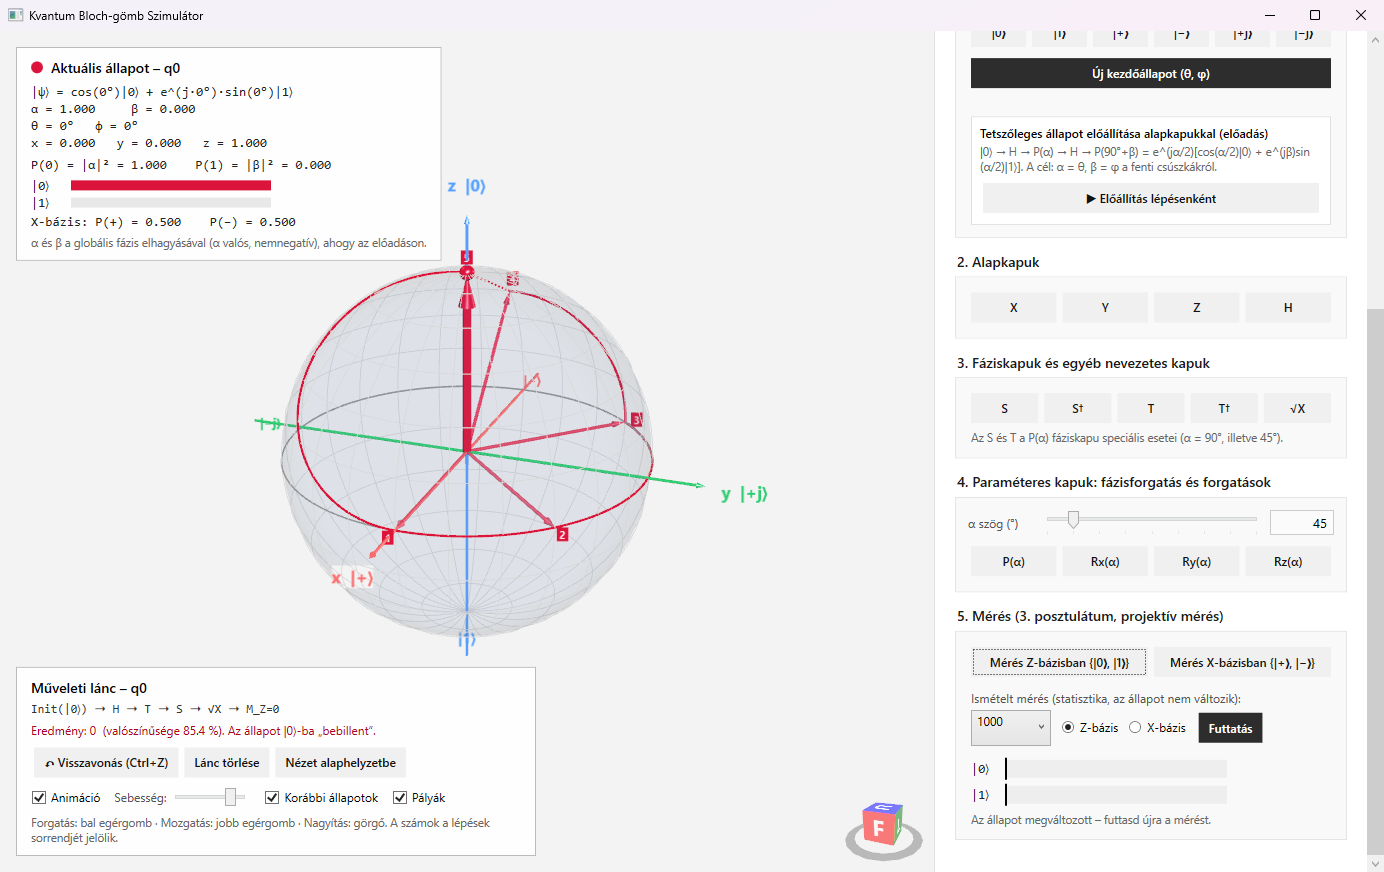 Kvantum Bloch-gömb Szimulátor
Aktuális állapot – q0
|ψ⟩ = cos(0°)|0⟩ + e^(j·0°)·sin(0°)|1⟩
α = 1.000 β = 0.000
θ = 0° ϕ = 0°
x = 0.000 y = 0.000 z = 1.000
P(0) = |α|² = 1.000 P(1) = |β|² = 0.000
|0⟩
|1⟩
X-bázis: P(+) = 0.500 P(−) = 0.500
α és β a globális fázis elhagyásával (α valós, nemnegatív), ahogy az előadáson.
z |0⟩
3
2
|−j⟩
y |+j⟩
x |+⟩
|1⟩
Műveleti lánc – q0
Init(|0⟩) → H → T → S → √X → M_Z=0
Eredmény: 0 (valószínűsége 85.4 %). Az állapot |0⟩-ba „bebillent”.
↶ Visszavonás (Ctrl+Z)
Lánc törlése
Nézet alaphelyzetbe
Animáció
Sebesség:
Korábbi állapotok
Pályák
Forgatás: bal egérgomb · Mozgatás: jobb egérgomb · Nagyítás: görgő. A számok a lépések
sorrendjét jelölik.
F
|0⟩ |1⟩ |+⟩ |−⟩ |+j⟩ |−j⟩
Új kezdőállapot (θ, φ)
Tetszőleges állapot előállítása alapkapukkal (előadás)
|0⟩ → H → P(α) → H → P(90°+β) = e^(jα/2)[cos(α/2)|0⟩ + e^(jβ)sin
(α/2)|1⟩]. A cél: α = θ, β = φ a fenti csúszkákról.
▶ Előállítás lépésenként
2. Alapkapuk
X Y Z H
3. Fáziskapuk és egyéb nevezetes kapuk
S S† T T† √X
Az S és T a P(α) fáziskapu speciális esetei (α = 90°, illetve 45°).
4. Paraméteres kapuk: fázisforgatás és forgatások
α szög (°)
45
P(α) Rx(α) Ry(α) Rz(α)
5. Mérés (3. posztulátum, projektív mérés)
Mérés Z-bázisban {|0⟩, |1⟩}
Mérés X-bázisban {|+⟩, |−⟩}
Ismételt mérés (statisztika, az állapot nem változik):
1000
Z-bázis
X-bázis
Futtatás
|0⟩
|1⟩
Az állapot megváltozott – futtasd újra a mérést.